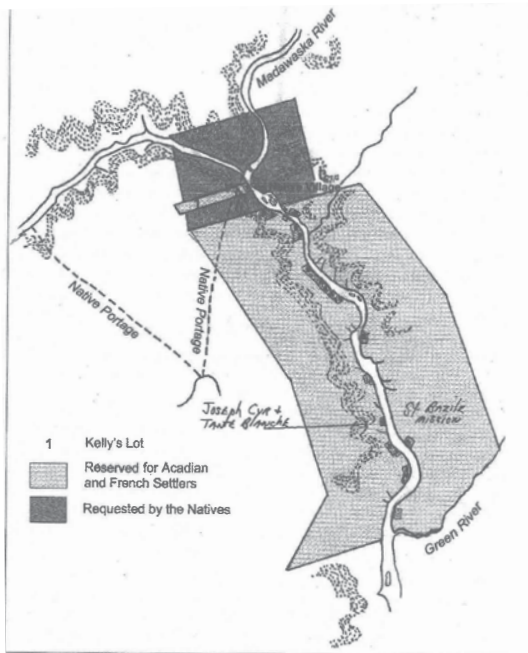 Madawaska River
Native Portage
Native Portage
Joseph Cyr +
Tante Blanche
St Bazile
Mission
1 Kelly's Lot
Reserved for Acadian
and French Settlers
Requested by the Natives
Green River